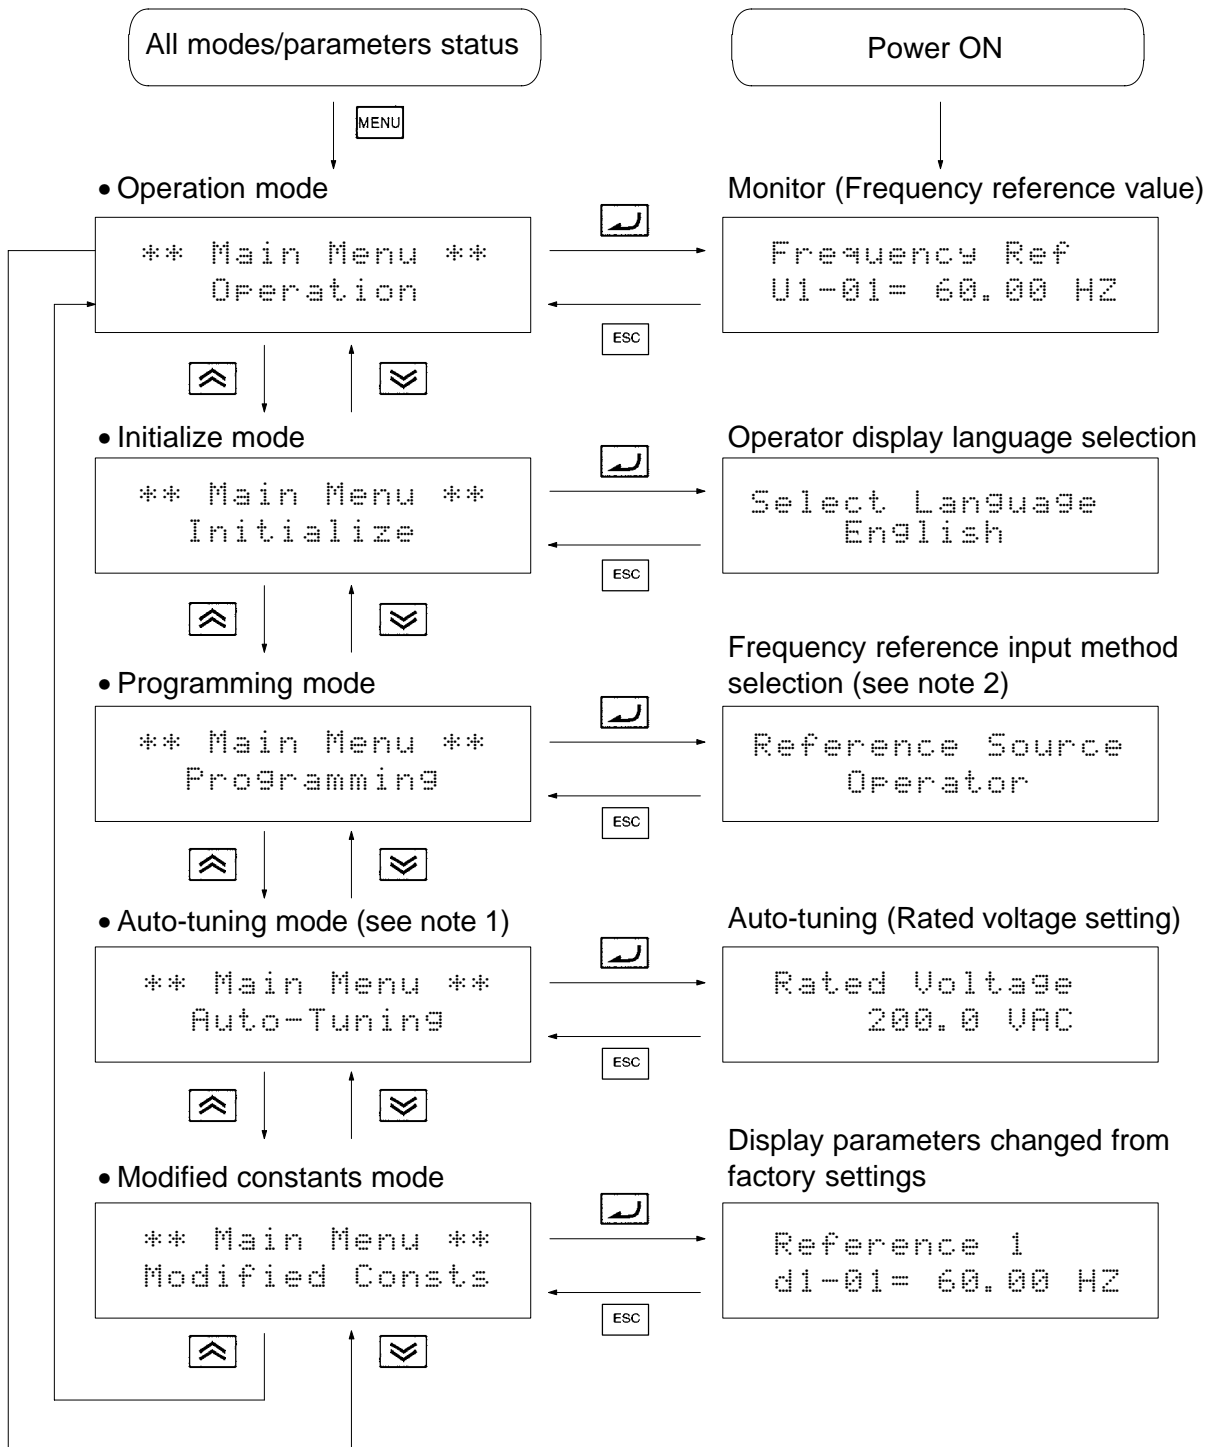 All modes/parameters status
Power ON
MENU
• Operation mode
Monitor (Frequency reference value)
** Main Menu **
Operation
Frequency Ref
U1-01= 60.00 HZ
ESC
• Initialize mode
Operator display language selection
** Main Menu **
Initialize
Select Language
English
ESC
• Programming mode
Frequency reference input method
selection (see note 2)
** Main Menu **
Programming
Reference Source
Operator
ESC
• Auto-tuning mode (see note 1)
Auto-tuning (Rated voltage setting)
** Main Menu **
Auto-Tuning
Rated Voltage
200.0 VAC
ESC
• Modified constants mode
Display parameters changed from
factory settings
** Main Menu **
Modified Consts
Reference 1
d1-01= 60.00 HZ
ESC